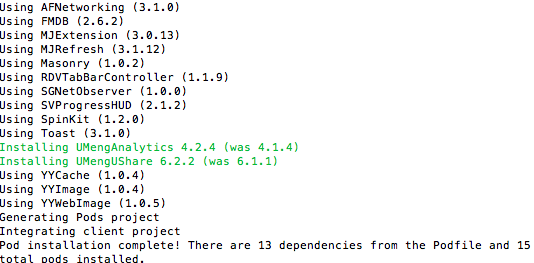 Using AFNetworking (3.1.0)
Using FMDB (2.6.2)
Using MJExtension (3.0.13)
Using MJRefresh (3.1.12)
Using Masonry (1.0.2)
Using RDVTabBarController (1.1.9)
Using SGNetObserver (1.0.0)
Using SVProgressHUD (2.1.2)
Using SpinKit (1.2.0)
Using Toast (3.1.0)
Installing UMengAnalytics 4.2.4 (was 4.1.4)
Installing UMengUShare 6.2.2 (was 6.1.1)
Using YYCache (1.0.4)
Using YYImage (1.0.4)
Using YYWebImage (1.0.5)
Generating Pods project
Integrating client project
Pod installation complete! There are 13 dependencies from the Podfile and 15
total pods installed.